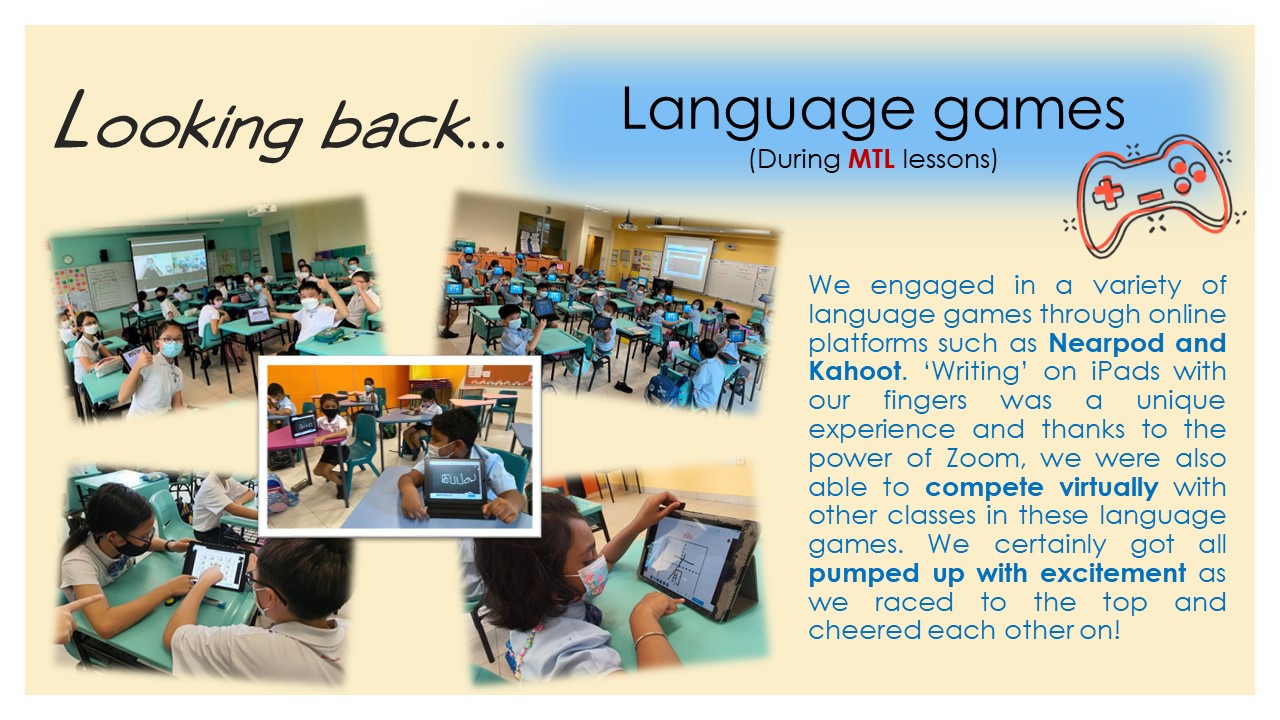 Looking back...
Language games
(During MTL lessons)
We engaged in a variety of
language games through online
platforms such as Nearpod and
Kahoot. ‘Writing’ on iPads with
our fingers was a unique
experience and thanks to the
power of Zoom, we were also
able to compete virtually with
other classes in these language
games. We certainly got all
pumped up with excitement as
we raced to the top and
cheered each other on!